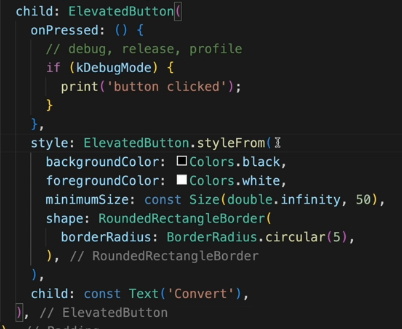 child: ElevatedButton(
  onPressed: () {
    // debug, release, profile
    if (kDebugMode) {
      print('button clicked');
    }
  },
  style: ElevatedButton.styleFrom(
    backgroundColor: Colors.black,
    foregroundColor: Colors.white,
    minimumSize: const Size(double.infinity, 50),
    shape: RoundedRectangleBorder(
      borderRadius: BorderRadius.circular(5),
    ), // RoundedRectangleBorder
  ),
  child: const Text('Convert'),
), // ElevatedButton
), // Padding